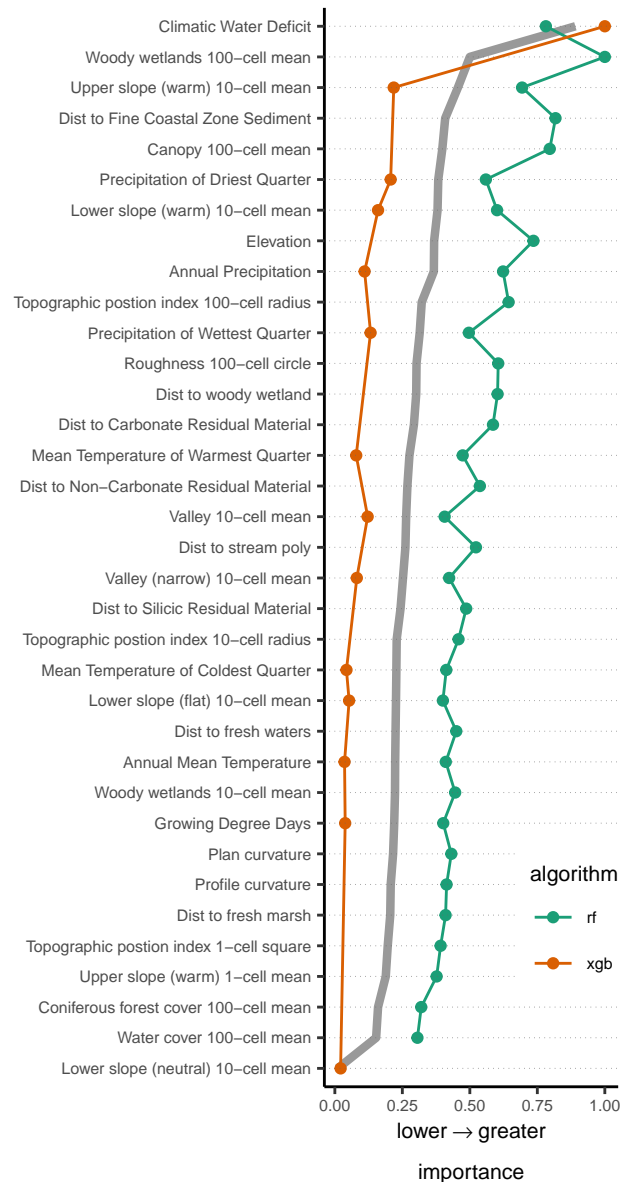 Climatic Water Deficit
Woody wetlands 100−cell mean
Upper slope (warm) 10−cell mean
Dist to Fine Coastal Zone Sediment
Canopy 100−cell mean
Precipitation of Driest Quarter
Lower slope (warm) 10−cell mean
Elevation
Annual Precipitation
Topographic postion index 100−cell radius
Precipitation of Wettest Quarter
Roughness 100−cell circle
Dist to woody wetland
Dist to Carbonate Residual Material
Mean Temperature of Warmest Quarter
Dist to Non−Carbonate Residual Material
Valley 10−cell mean
Dist to stream poly
Valley (narrow) 10−cell mean
Dist to Silicic Residual Material
Topographic postion index 10−cell radius
Mean Temperature of Coldest Quarter
Lower slope (flat) 10−cell mean
Dist to fresh waters
Annual Mean Temperature
Woody wetlands 10−cell mean
Growing Degree Days
Plan curvature
Profile curvature
Dist to fresh marsh
Topographic postion index 1−cell square
Upper slope (warm) 1−cell mean
Coniferous forest cover 100−cell mean
Water cover 100−cell mean
Lower slope (neutral) 10−cell mean
algorithm
rf
xgb
0.00 0.25 0.50 0.75 1.00
lower → greater
importance